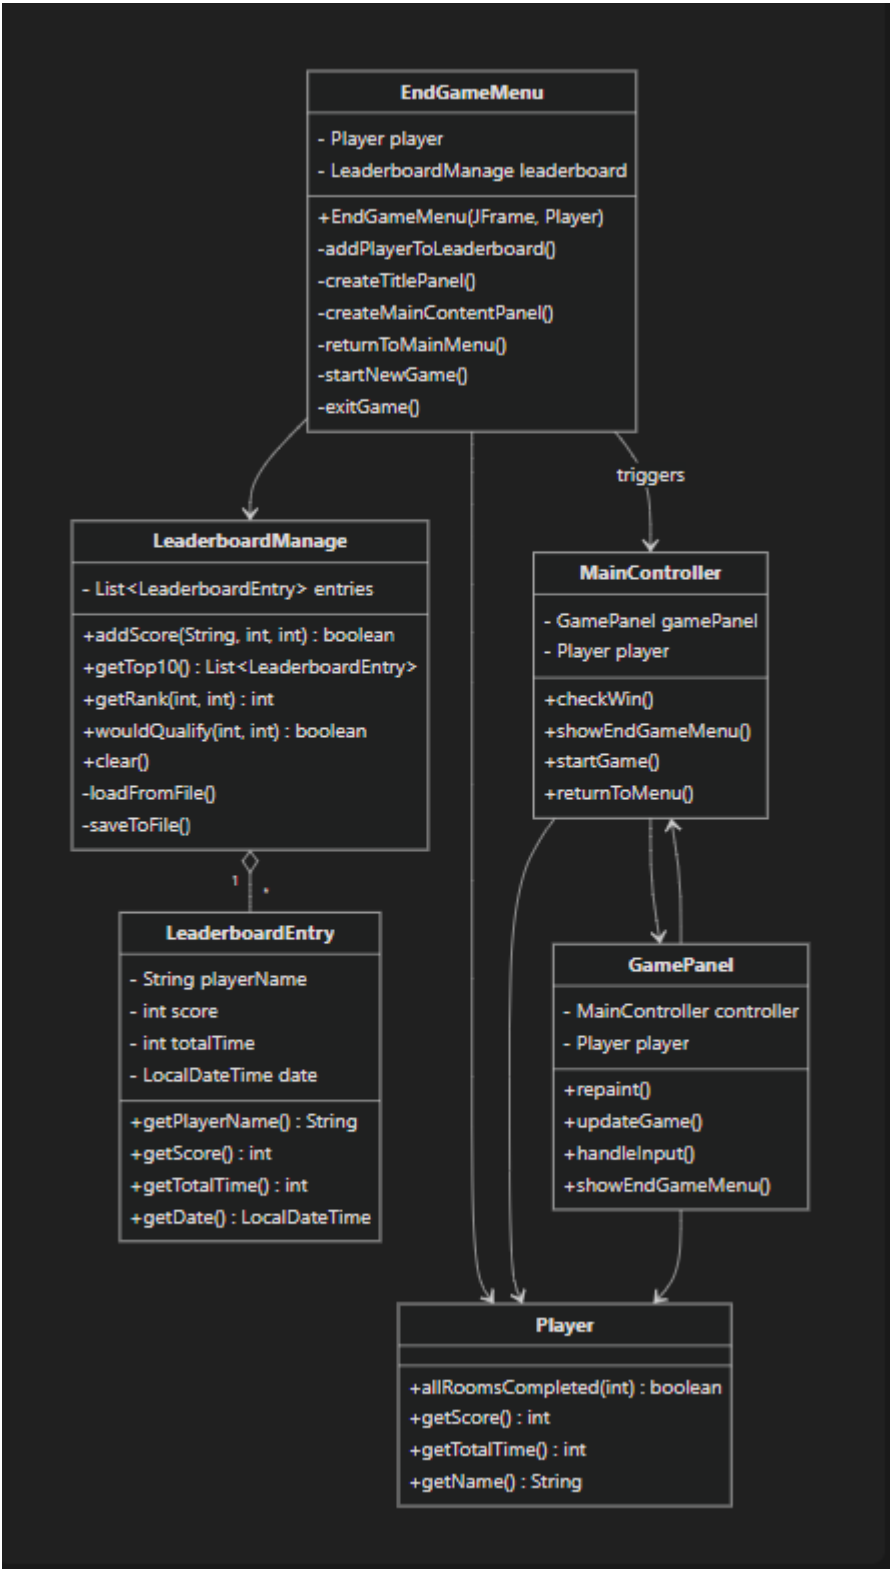 EndGameMenu
- Player player
- LeaderboardManage leaderboard
+EndGameMenu(JFrame, Player)
-addPlayerToLeaderboard()
-createTitlePanel()
-createMainContentPanel()
-returnToMainMenu()
-startNewGame()
-exitGame()
triggers
LeaderboardManage
- List<LeaderboardEntry> entries
+addScore(String, int, int) : boolean
+getTop10() : List<LeaderboardEntry>
+getRank(int, int) : int
+wouldQualify(int, int) : boolean
+clear()
-loadFromFile()
-saveToFile()
1
*
MainController
- GamePanel gamePanel
- Player player
+checkWin()
+showEndGameMenu()
+startGame()
+returnToMenu()
LeaderboardEntry
- String playerName
- int score
- int totalTime
- LocalDateTime date
+getPlayerName() : String
+getScore() : int
+getTotalTime() : int
+getDate() : LocalDateTime
GamePanel
- MainController controller
- Player player
+repaint()
+updateGame()
+handleInput()
+showEndGameMenu()
Player
+allRoomsCompleted(int) : boolean
+getScore() : int
+getTotalTime() : int
+getName() : String